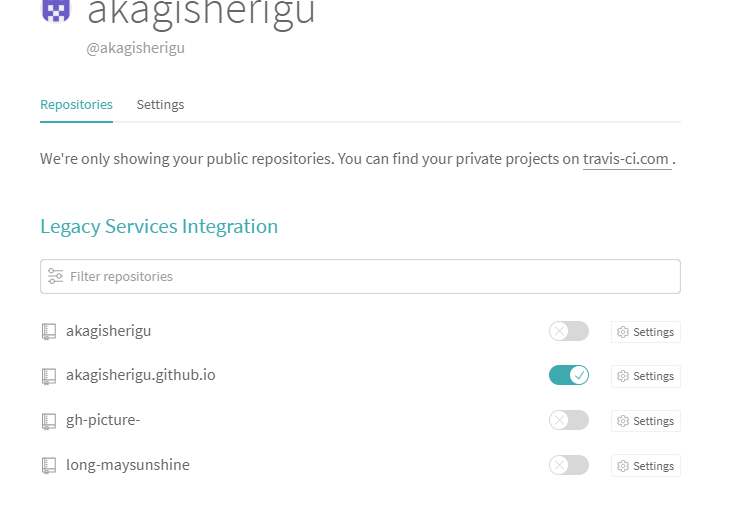 akagisherigu
@akagisherigu
Repositories Settings
We're only showing your public repositories. You can find your private projects on travis-ci.com .
Legacy Services Integration
Filter repositories
akagisherigu Settings
akagisherigu.github.io Settings
gh-picture- Settings
long-maysunshine Settings